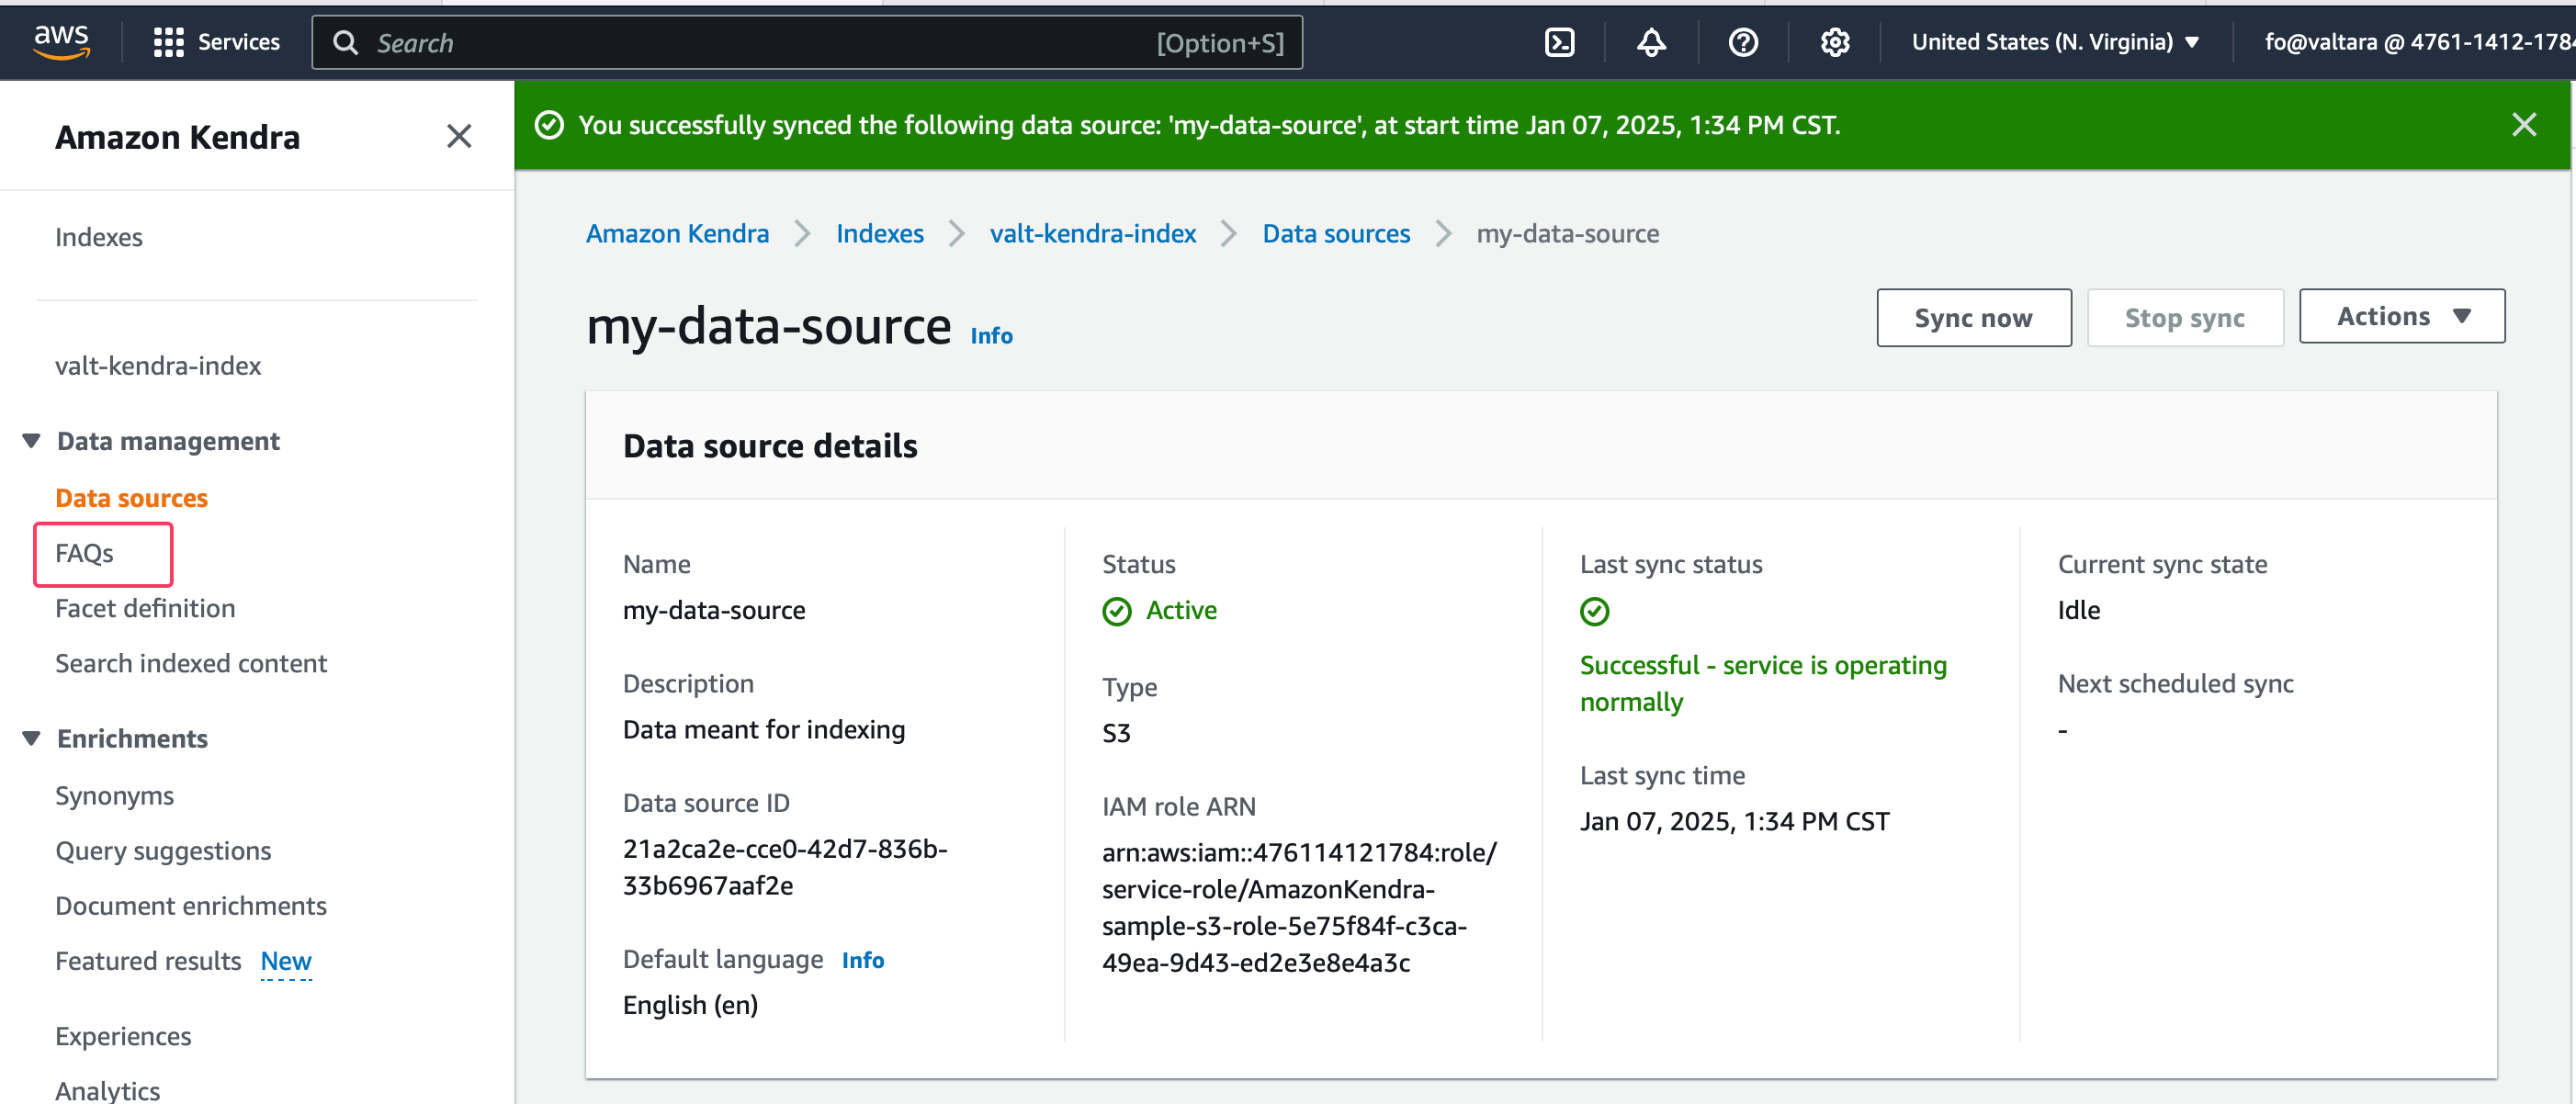 aws
Services
Search
[Option+S]
United States (N. Virginia)
fo@valtara @ 4761-1412-1784
Amazon Kendra
Indexes
valt-kendra-index
Data management
Data sources
FAQs
Facet definition
Search indexed content
Enrichments
Synonyms
Query suggestions
Document enrichments
Featured results New
Experiences
Analytics
You successfully synced the following data source: 'my-data-source', at start time Jan 07, 2025, 1:34 PM CST.
Amazon Kendra
Indexes
valt-kendra-index
Data sources
my-data-source
my-data-source Info
Sync now
Stop sync
Actions
Data source details
Name
my-data-source
Description
Data meant for indexing
Data source ID
21a2ca2e-cce0-42d7-836b-
33b6967aaf2e
Default language Info
English (en)
Status
Active
Type
S3
IAM role ARN
arn:aws:iam::476114121784:role/
service-role/AmazonKendra-
sample-s3-role-5e75f84f-c3ca-
49ea-9d43-ed2e3e8e4a3c
Last sync status
Successful - service is operating
normally
Last sync time
Jan 07, 2025, 1:34 PM CST
Current sync state
Idle
Next scheduled sync
-